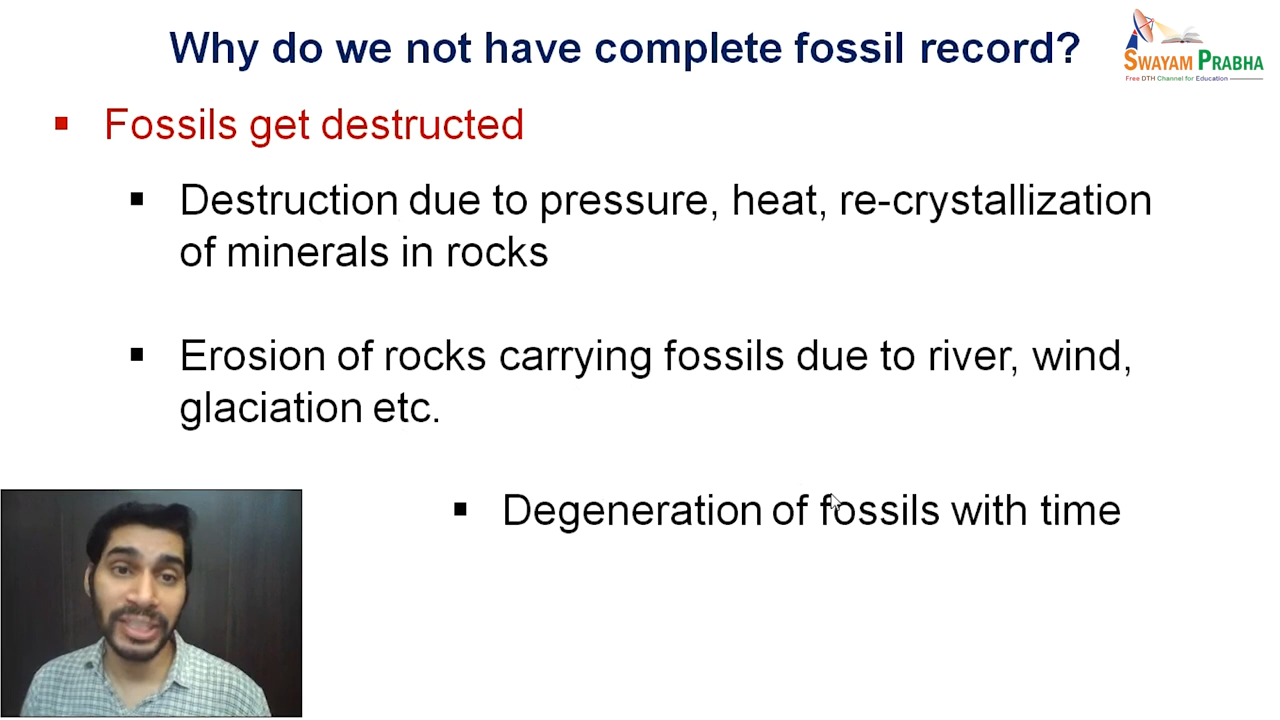 Why do we not have complete fossil record?
SWAYAM PRABHA
Free DTH Channel for Education
▪ Fossils get destructed
▪ Destruction due to pressure, heat, re-crystallization
of minerals in rocks
▪ Erosion of rocks carrying fossils due to river, wind,
glaciation etc.
▪ Degeneration of fossils with time